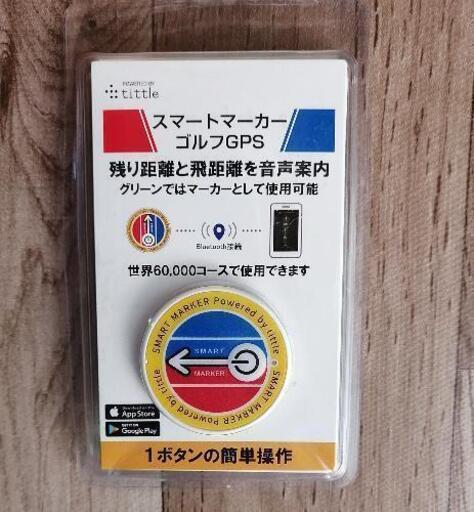 POWERED BY
tittle
スマートマーカー
ゴルフGPS
残り距離と飛距離を音声案内
グリーンではマーカーとして使用可能
Bluetooth接続
世界60,000コースで使用できます
SMART MARKER Powered by tittle
SMART MARKER Powered by tittle
SMART
MARKER
App Store
GET IT ON
Google Play
1ボタンの簡単操作